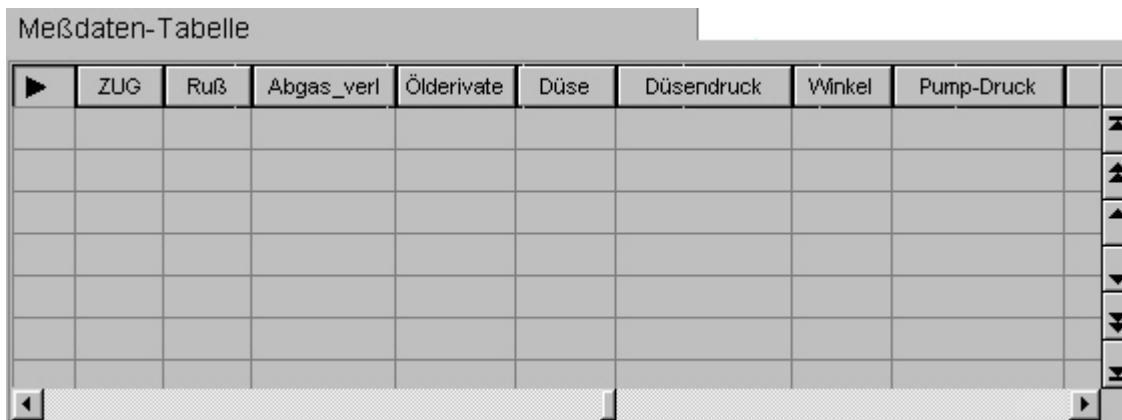 Meßdaten-Tabelle
ZUG Ruß Abgas_verl Ölderivate Düse Düsendruck Winkel Pump-Druck